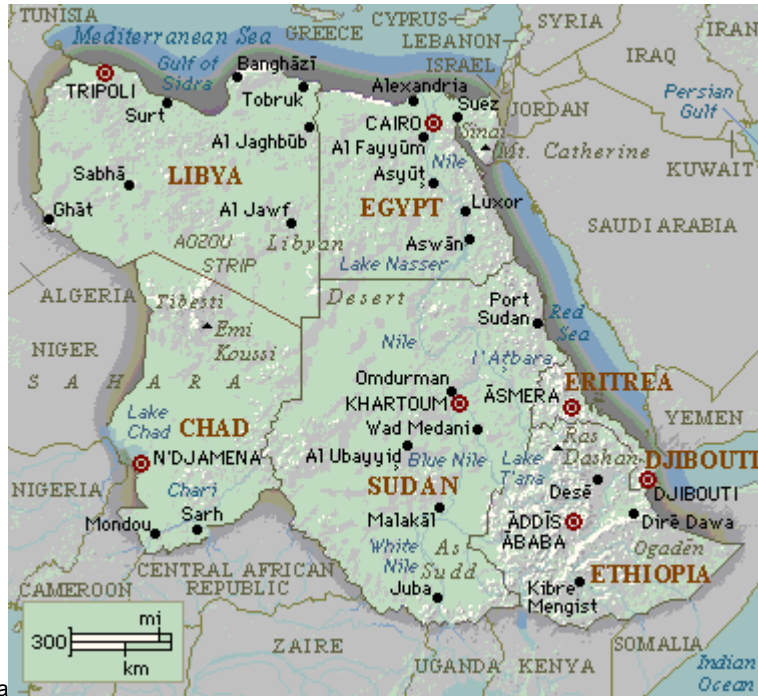 TUNISIA
CYPRUS
SYRIA
IRAN
Mediterranean Sea
GREECE
LEBANON
ISRAEL
IRAQ
Gulf of
Sidra
Banghāzī
TRIPOLI
Surt
Tobruk
Alexandria
Suez
JORDAN
Persian
Gulf
CAIRO
Sinai
Al Jaghbūb
Al Fayyūm
Mt. Catherine
Nile
KUWAIT
Sabhā
LIBYA
Asyūţ
Ghāt
Al Jawf
EGYPT
Luxor
SAUDI ARABIA
AOZOU
STRIP
Libyan
Aswān
Lake Nasser
ALGERIA
Tibesti
Desert
Port
Sudan
Red
Sea
Emi
Koussi
NIGER
Nile
l'Aţbara
SAHARA
Omdurman
ERITREA
KHARTOUM
ĀSMERA
Lake
Chad
CHAD
Wad Medani
YEMEN
N'DJAMENA
Al Ubayyiḑ
Blue Nile
Lake
T'ana
Ras
Dashan
DJIBOUTI
NIGERIA
Chari
SUDAN
Desē
DJIBOUTI
Mondou
Sarh
Malakāl
ĀDDĪS
ĀBABA
Dirē Dawa
White
Nile
As
Sudd
Ogadēn
CENTRAL AFRICAN
REPUBLIC
CAMEROON
Juba
Kibre
Mengist
ETHIOPIA
mi
300
km
ZAIRE
UGANDA
KENYA
SOMALIA
Indian
Ocean
a